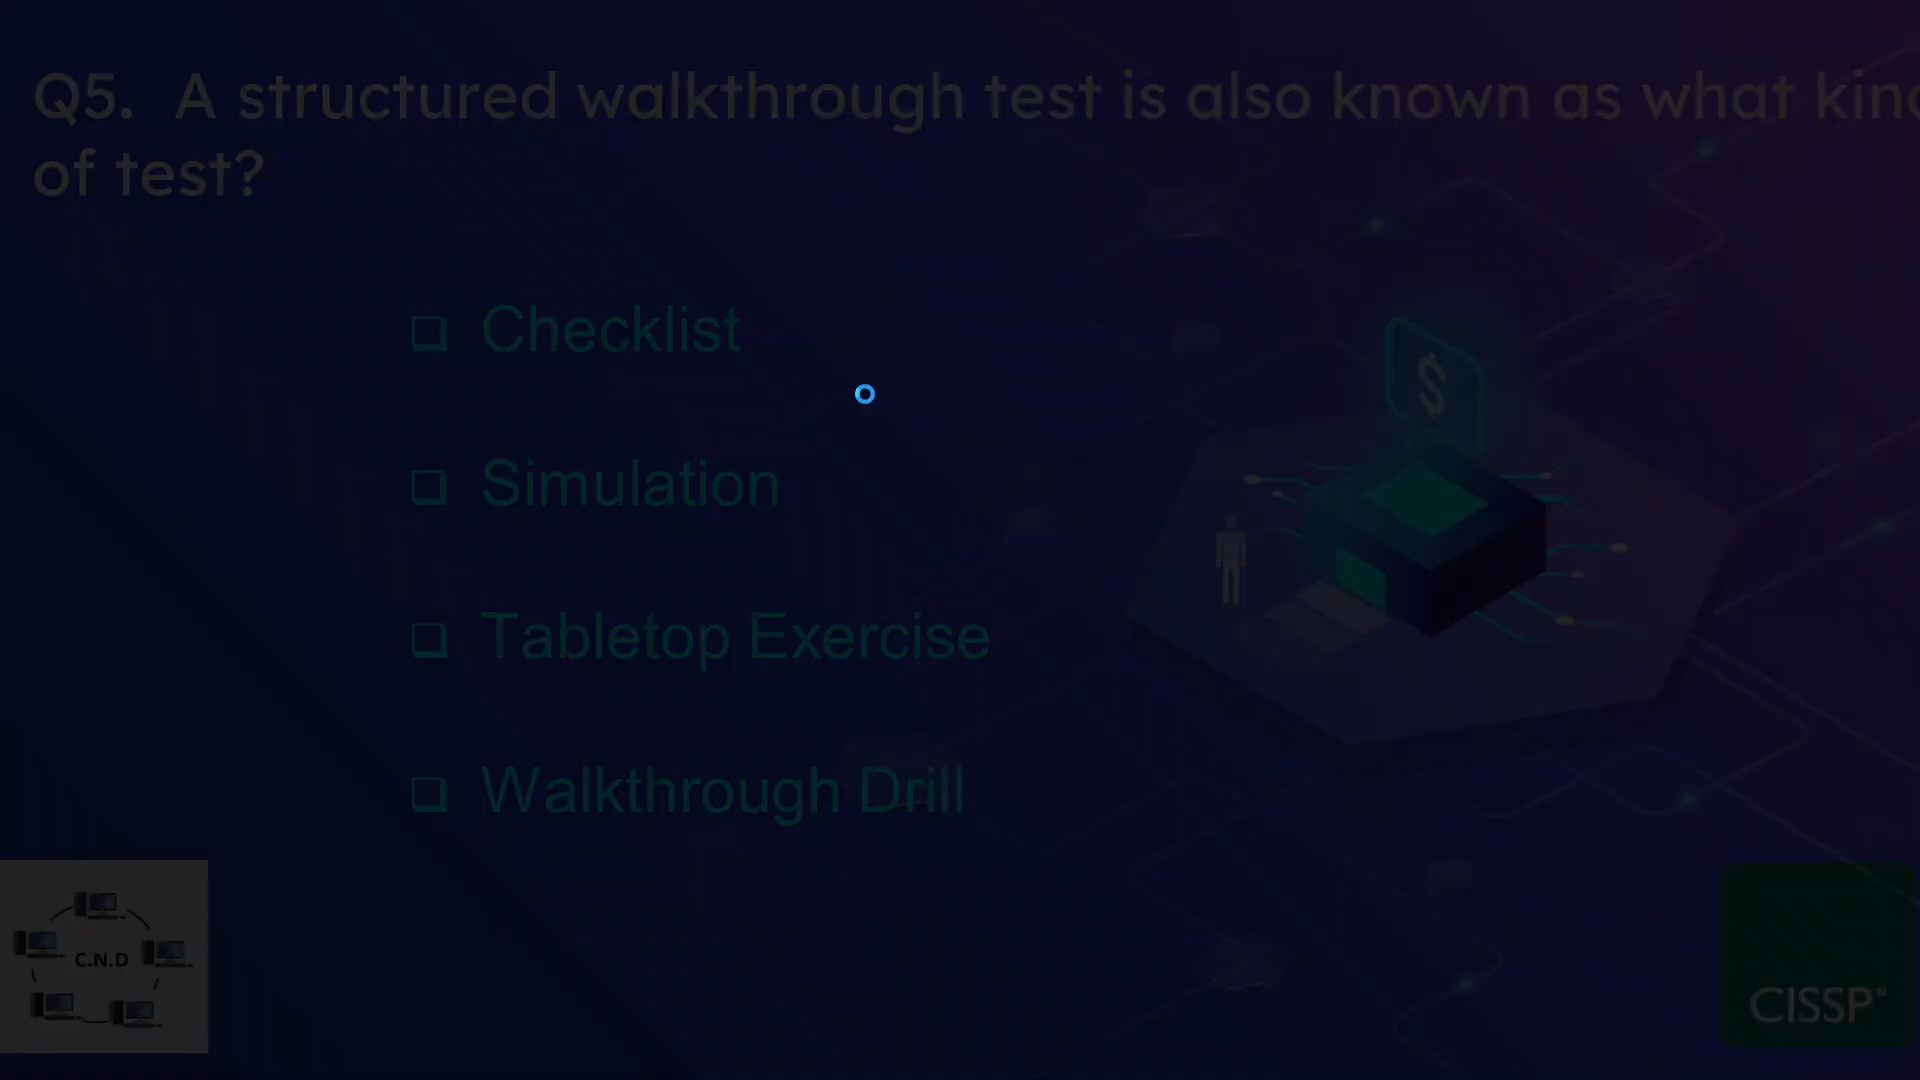 Q5. A structured walkthrough test is also known as what kind
of test?
Checklist
Simulation
Tabletop Exercise
Walkthrough Drill
$
C.N.D
CISSP®